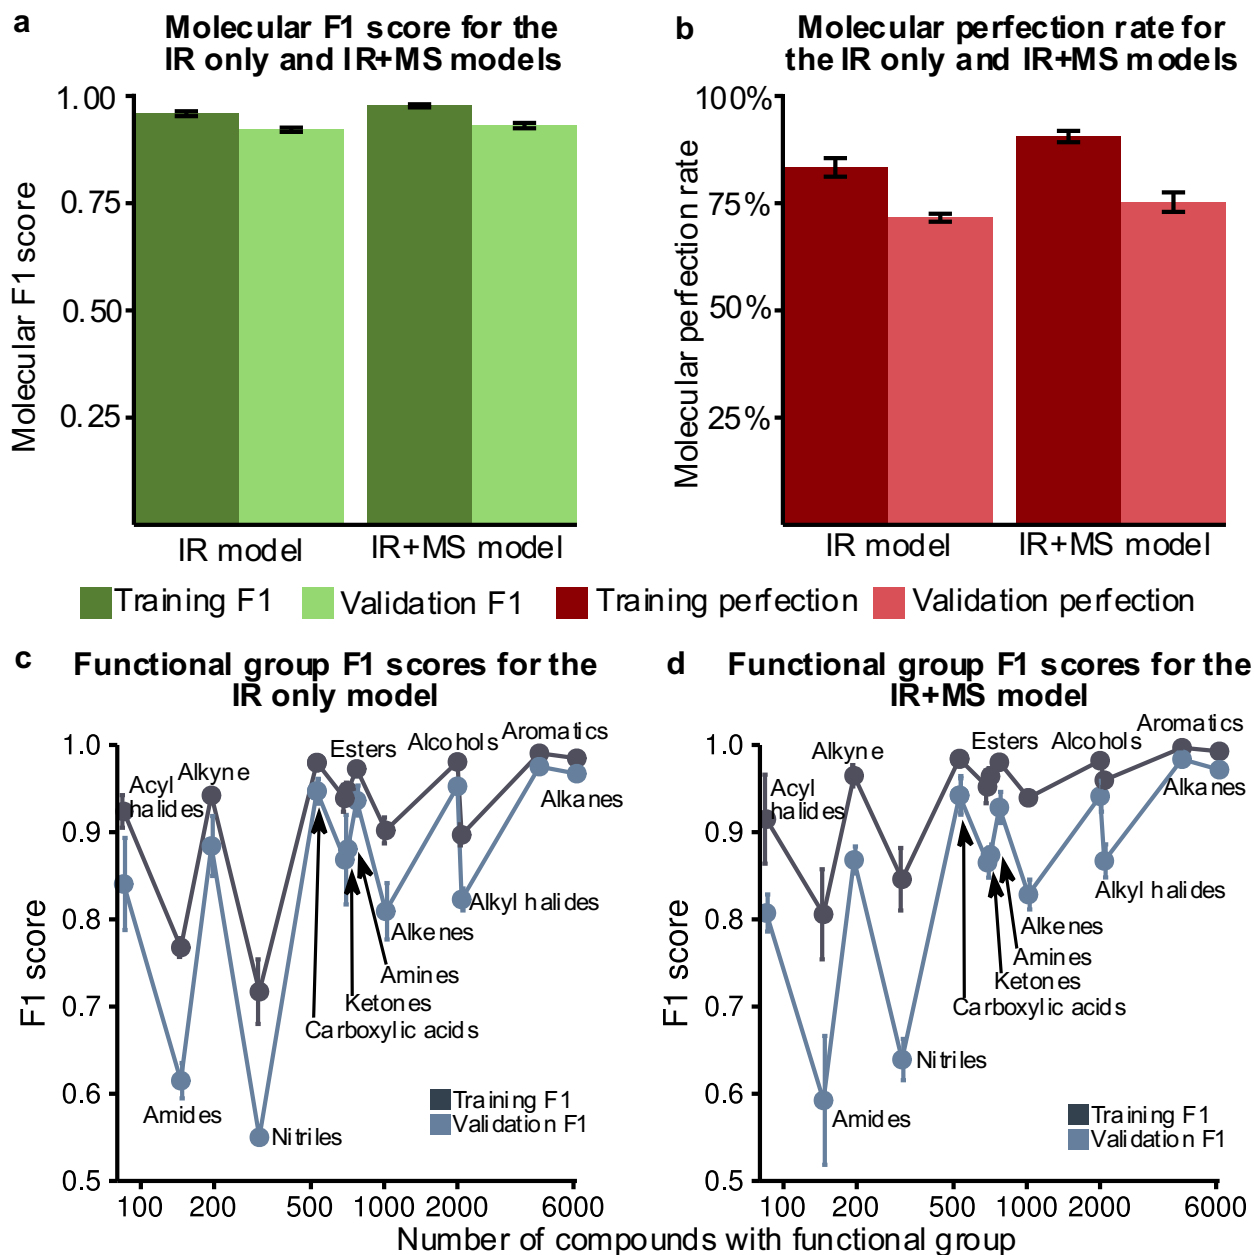 a
Molecular F1 score for the
IR only and IR+MS models
Molecular F1 score
1.00
0.75
0.50
0.25
IR model
IR+MS model
b
Molecular perfection rate for
the IR only and IR+MS models
Molecular perfection rate
100%
75%
50%
25%
IR model
IR+MS model
Training F1
Validation F1
Training perfection
Validation perfection
c
Functional group F1 scores for the
IR only model
F1 score
1.0
0.9
0.8
0.7
0.6
0.5
Acyl
halides
Alkyne
Esters
Alcohols
Aromatics
Alkanes
Alkyl halides
Alkenes
Amines
Ketones
Carboxylic acids
Amides
Nitriles
Training F1
Validation F1
100 200 500 1000 2000 6000
d
Functional group F1 scores for the
IR+MS model
F1 score
1.0
0.9
0.8
0.7
0.6
0.5
Acyl
halides
Alkyne
Esters
Alcohols
Aromatics
Alkanes
Alkyl halides
Alkenes
Amines
Ketones
Carboxylic acids
Nitriles
Amides
Training F1
Validation F1
100 200 500 1000 2000 6000
Number of compounds with functional group